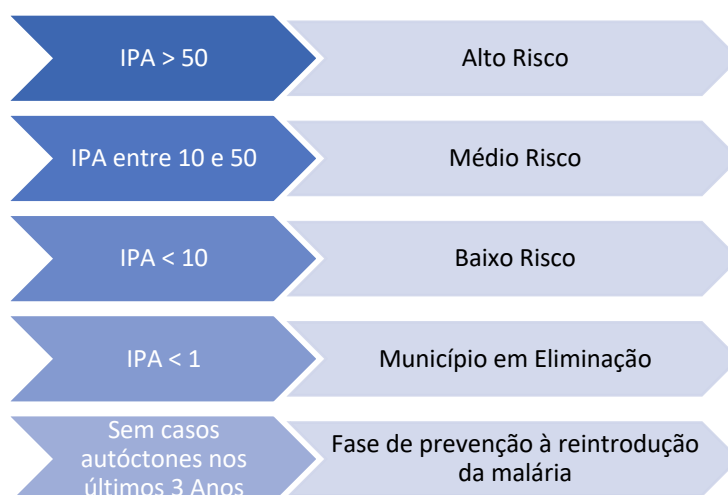 IPA > 50
Alto Risco
IPA entre 10 e 50
Médio Risco
IPA < 10
Baixo Risco
IPA < 1
Município em Eliminação
Sem casos
autóctones nos
últimos 3 Anos
Fase de prevenção à reintrodução
da malária